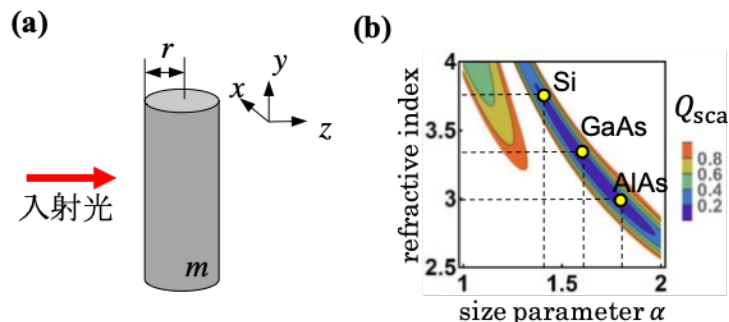 (a)
r
x
y
z
入射光
m
(b)
refractive index
4
3.5
3
2.5
1
1.5
2
size parameter α
Si
GaAs
AlAs
Q_sca
0.8
0.6
0.4
0.2